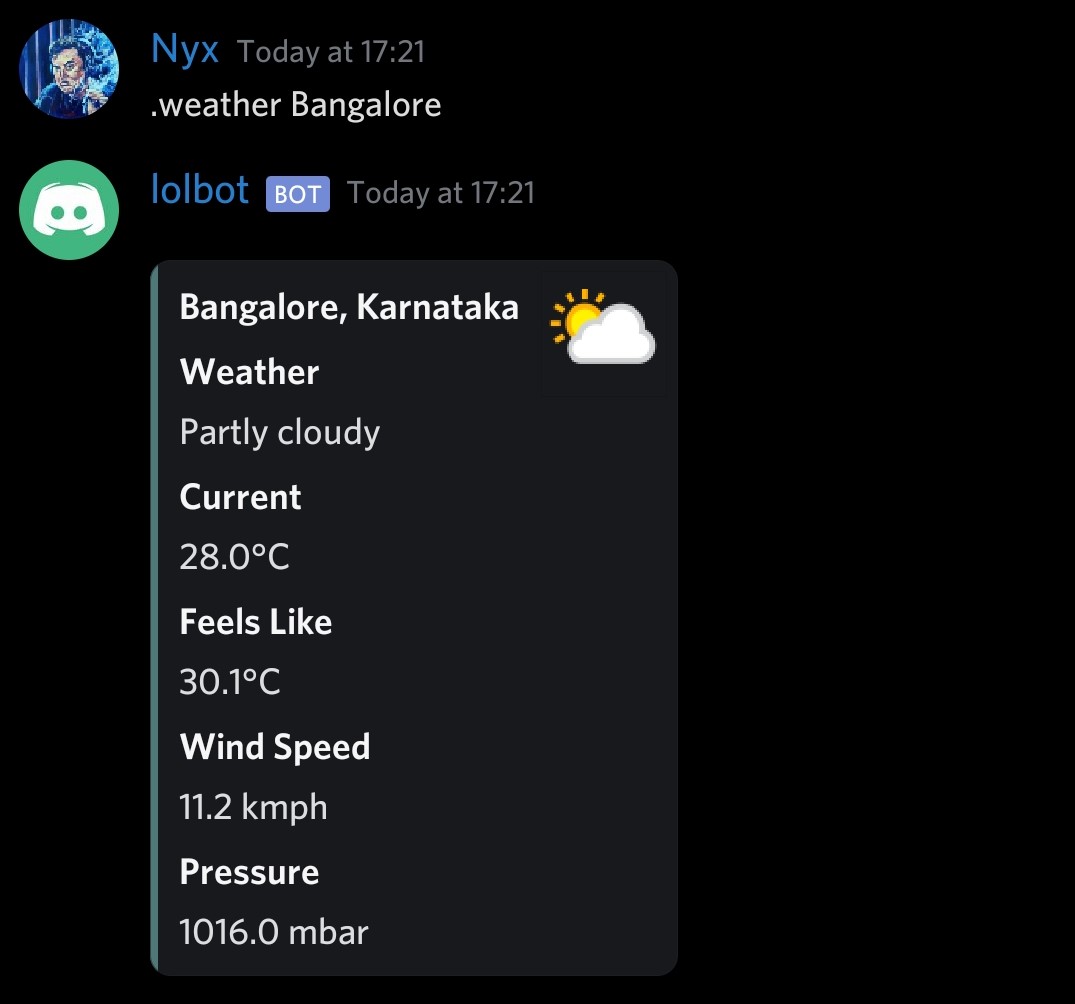 Nyx Today at 17:21
.weather Bangalore
lolbot BOT Today at 17:21
Bangalore, Karnataka
Weather
Partly cloudy
Current
28.0°C
Feels Like
30.1°C
Wind Speed
11.2 kmph
Pressure
1016.0 mbar